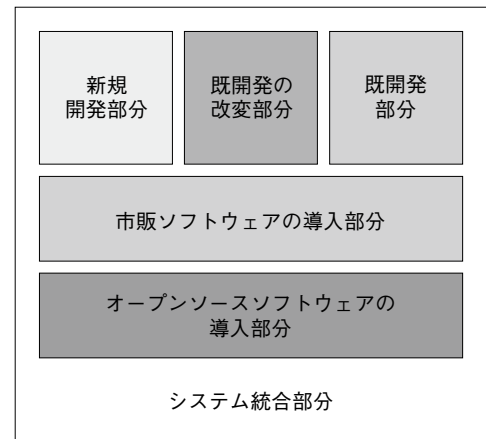 新規
開発部分
既開発の
改変部分
既開発
部分
市販ソフトウェアの導入部分
オープンソースソフトウェアの
導入部分
システム統合部分